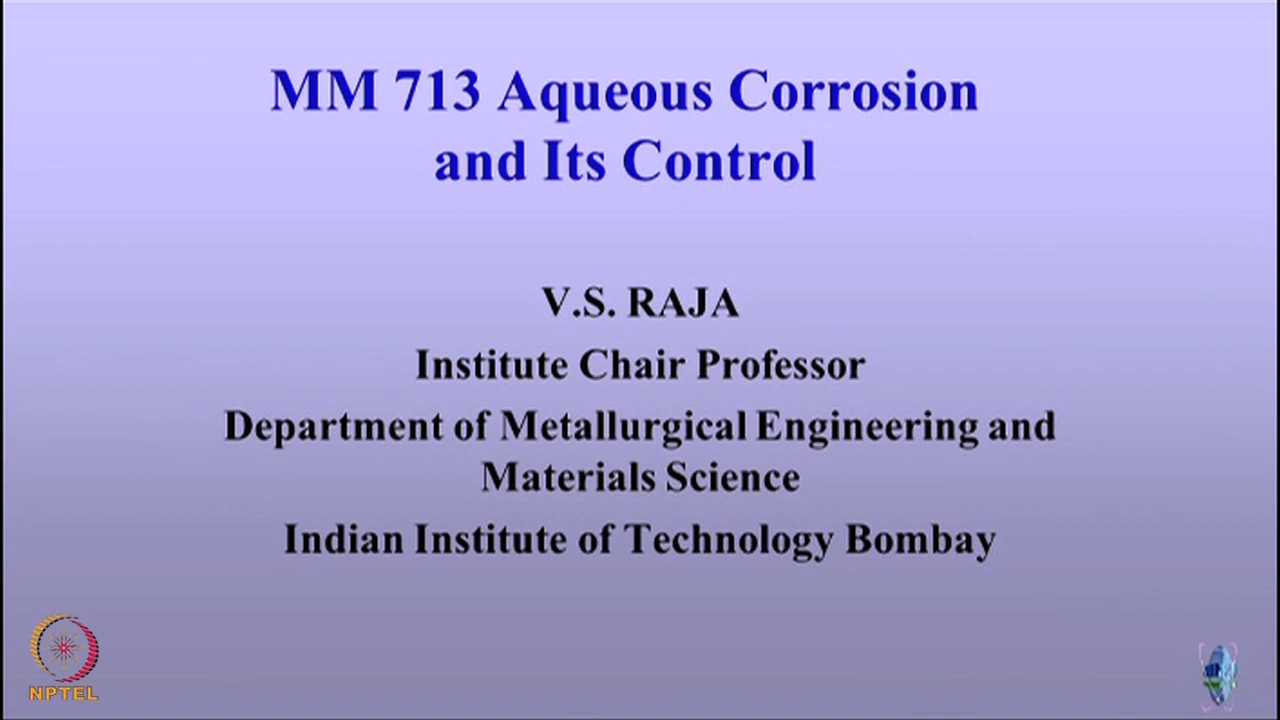 MM 713 Aqueous Corrosion
and Its Control
V.S. RAJA
Institute Chair Professor
Department of Metallurgical Engineering and
Materials Science
Indian Institute of Technology Bombay
NPTEL